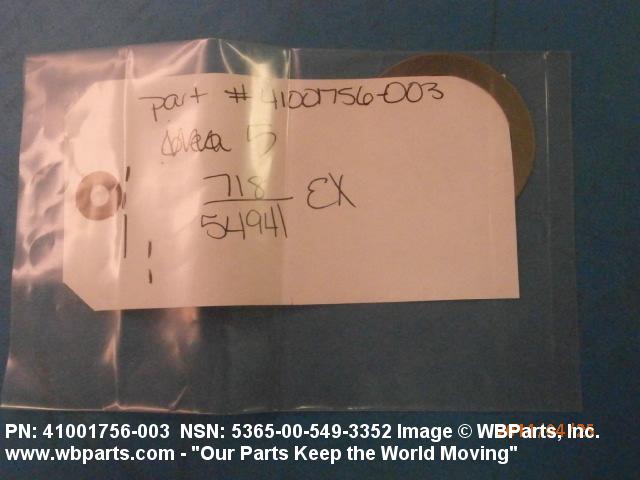 part #41001756-003
5
718
54941 EX
PN: 41001756-003 NSN: 5365-00-549-3352 Image © WBParts, Inc.
www.wbparts.com - "Our Parts Keep the World Moving"